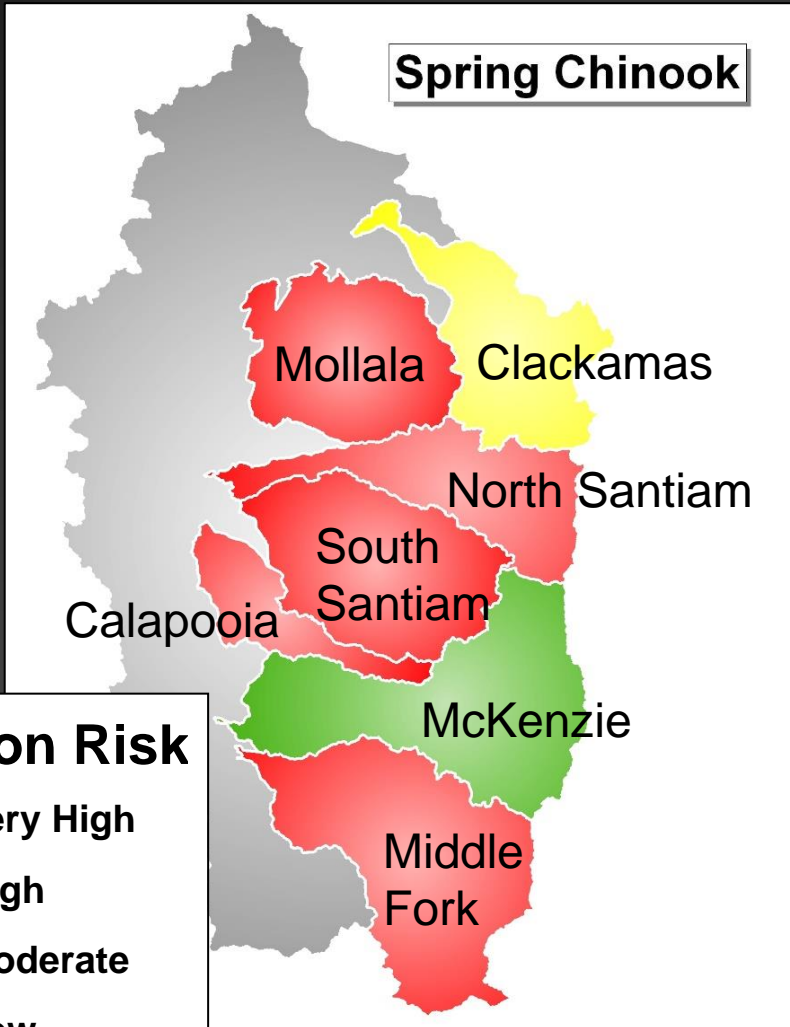 Spring Chinook
Mollala
Clackamas
North Santiam
South
Santiam
Calapooia
McKenzie
Middle
Fork
on Risk
ery High
gh
oderate